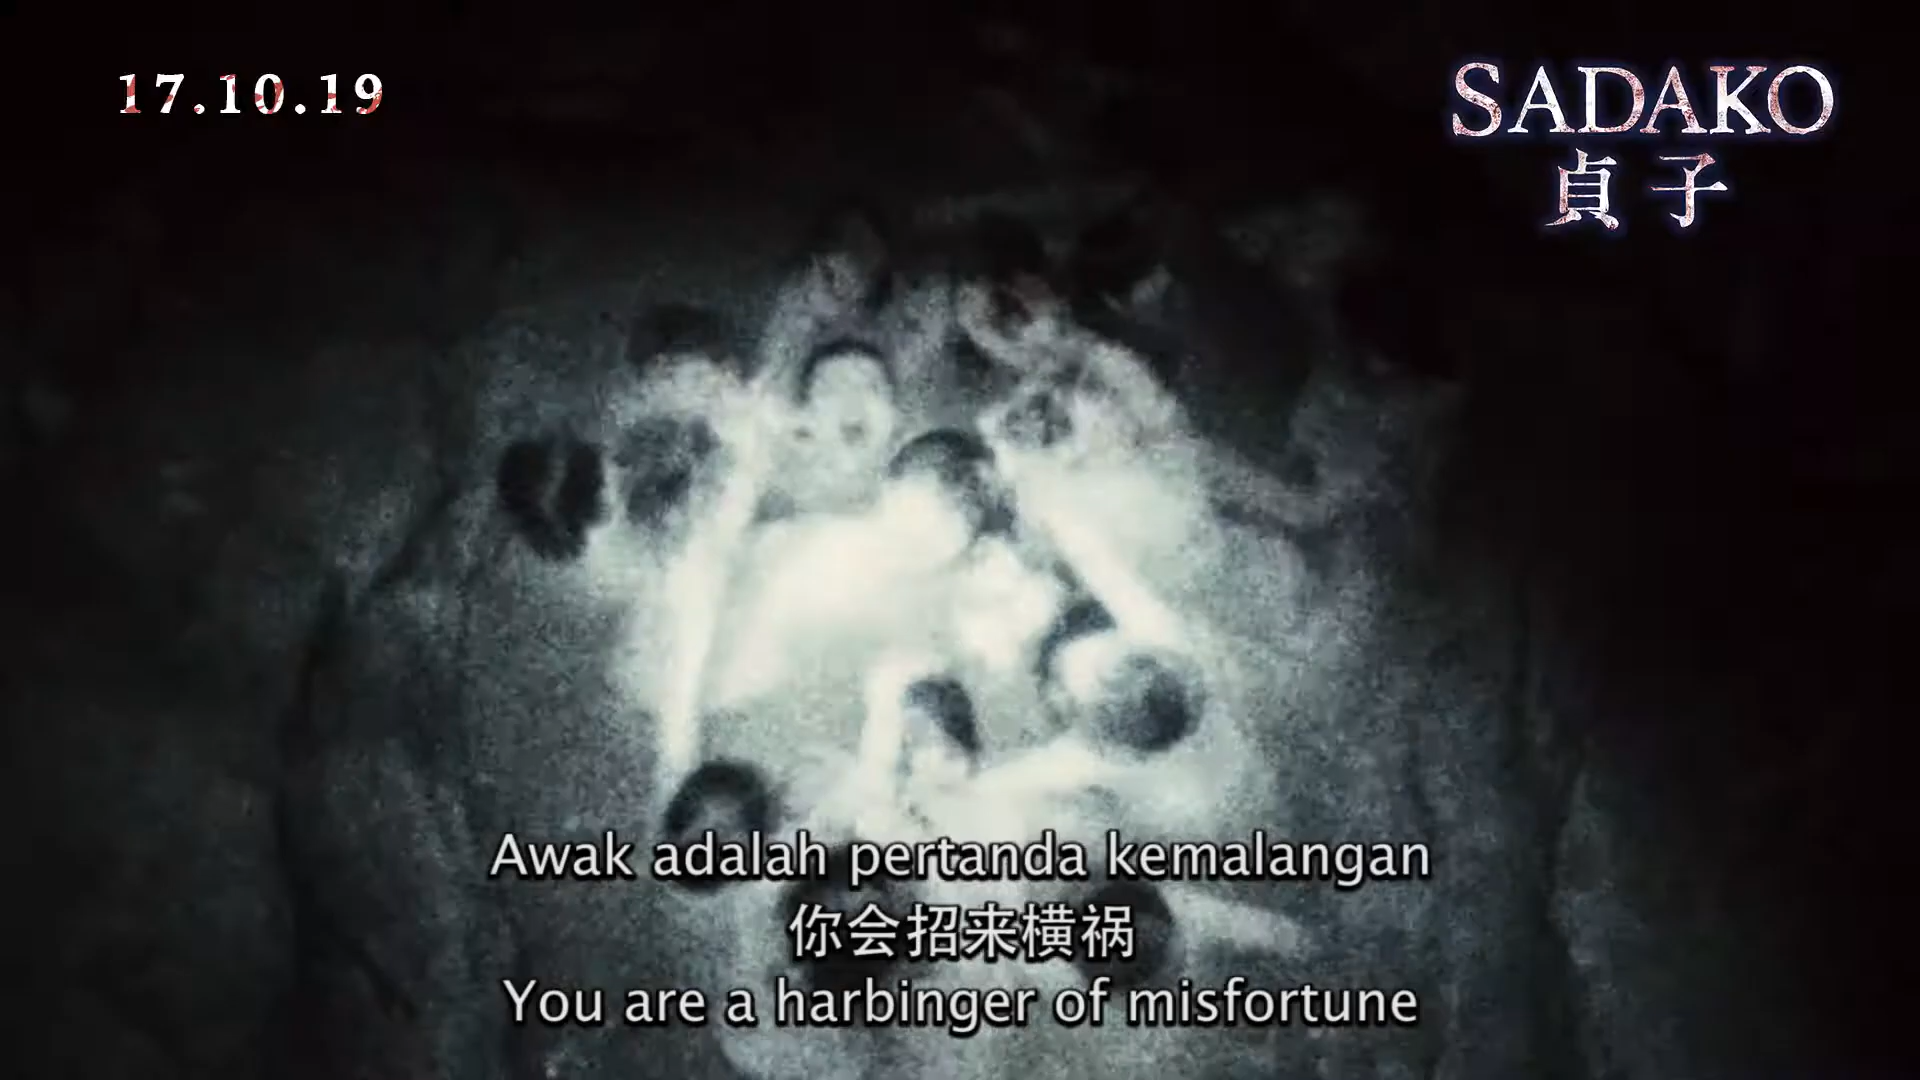 17.10.19
SADAKO
貞子
Awak adalah pertanda kemalangan
你会招来横祸
You are a harbinger of misfortune